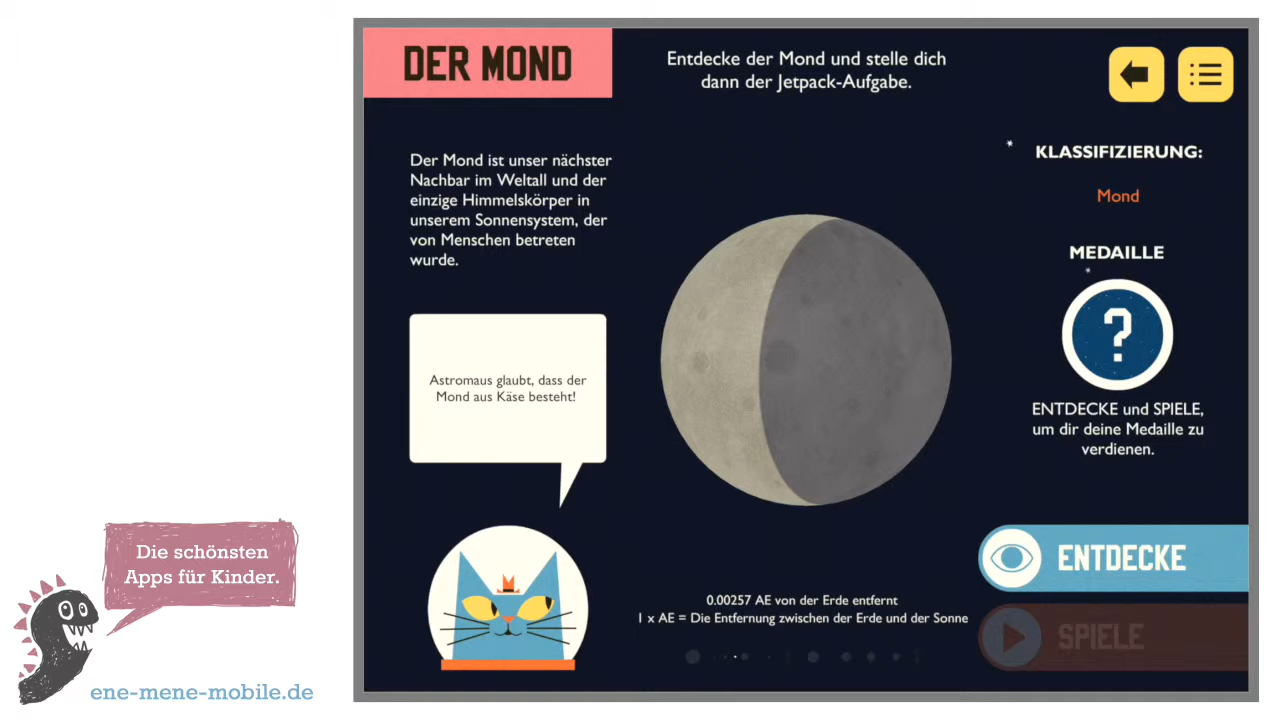 DER MOND
Entdecke der Mond und stelle dich
dann der Jetpack-Aufgabe.
Der Mond ist unser nächster
Nachbar im Weltall und der
einzige Himmelskörper in
unserem Sonnensystem, der
von Menschen betreten
wurde.
Astromaus glaubt, dass der
Mond aus Käse besteht!
KLASSIFIZIERUNG:
Mond
MEDAILLE
?
ENTDECKE und SPIELE,
um dir deine Medaille zu
verdienen.
ENTDECKE
SPIELE
0.00257 AE von der Erde entfernt
1 x AE = Die Entfernung zwischen der Erde und der Sonne
Die schönsten
Apps für Kinder.
ene-mene-mobile.de